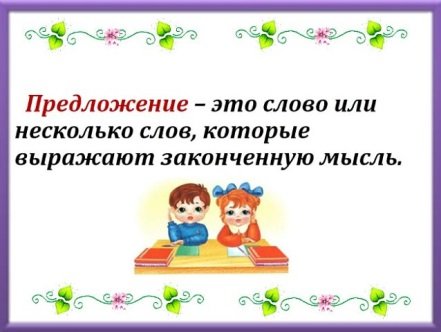 Предложение – это слово или
несколько слов, которые
выражают законченную мысль.